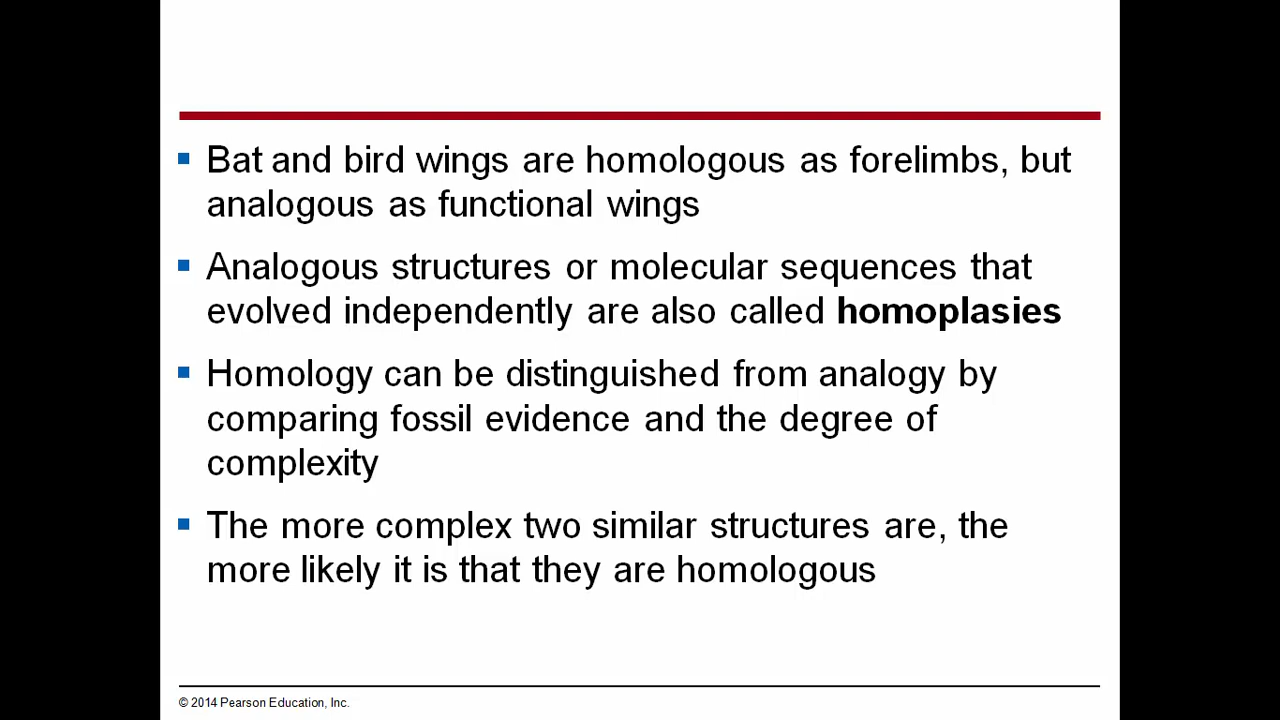 Bat and bird wings are homologous as forelimbs, but
analogous as functional wings
Analogous structures or molecular sequences that
evolved independently are also called homoplasies
Homology can be distinguished from analogy by
comparing fossil evidence and the degree of
complexity
The more complex two similar structures are, the
more likely it is that they are homologous
© 2014 Pearson Education, Inc.